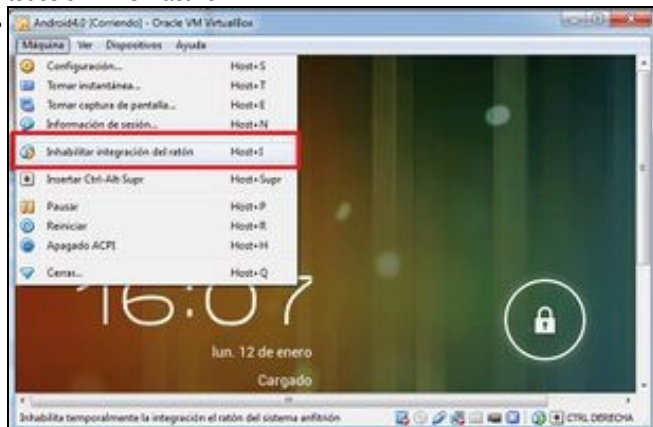 Android4.0 [Corriendo] - Oracle VM VirtualBox
Máquina Ver Dispositivos Ayuda
Configuración... Host+S
Tomar instantánea... Host+T
Tomar captura de pantalla... Host+E
Información de sesión... Host+N
Inhabilitar integración del ratón Host+I
Insertar Ctrl-Alt-Supr Host+Supr
Pausar Host+P
Reiniciar Host+R
Apagado ACPI Host+H
Cerrar... Host+Q
16:07
lun. 12 de enero
Cargado
Inhabilita temporalmente la integración el ratón del sistema anfitrión CTRL DERECHA